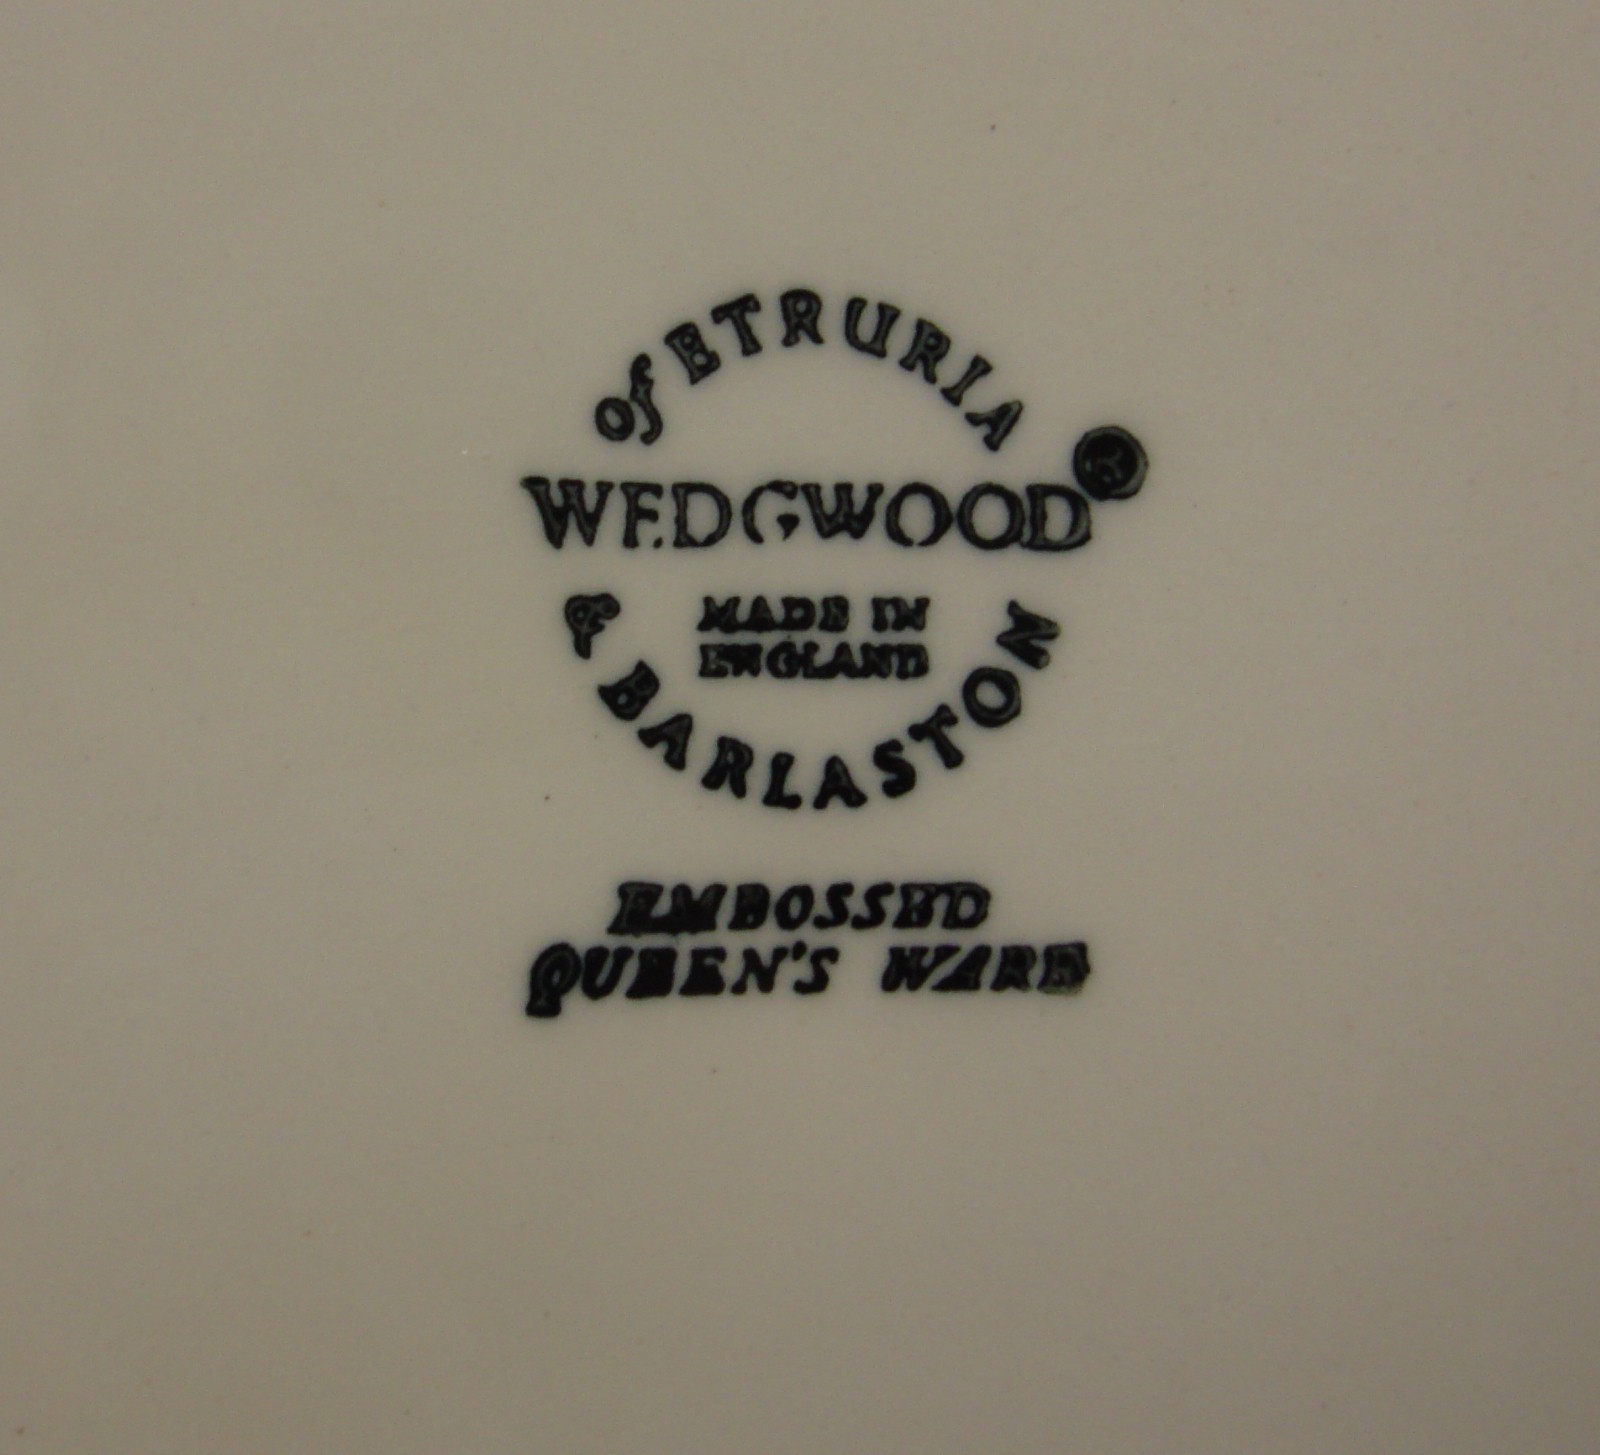 of ETRURIA
WEDGWOOD®
MADE IN
ENGLAND
& BARLASTON
EMBOSSED
QUEEN'S WARE